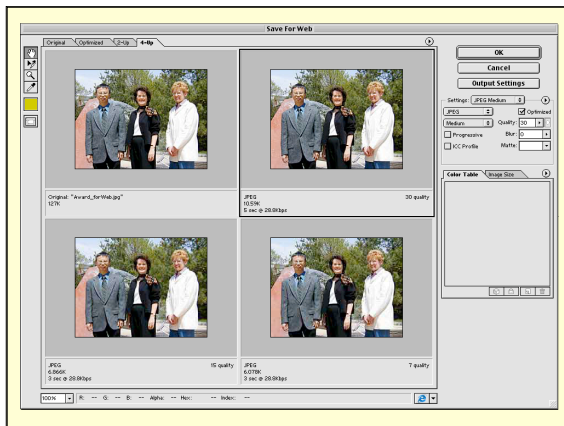 Save For Web
Original Optimized 2-Up 4-Up
OK
Cancel
Output Settings
Settings: JPEG Medium
JPEG Optimized
Medium Quality: 30
Progressive Blur: 0
ICC Profile Matte:
Original: "Award_forWeb.jpg"
127K
JPEG 30 quality
10.59K
5 sec @ 28.8Kbps
Color Table Image Size
JPEG 15 quality
6.866K
3 sec @ 28.8Kbps
JPEG 7 quality
6.078K
3 sec @ 28.8Kbps
100% R: -- G: -- B: -- Alpha: -- Hex: -- Index: --